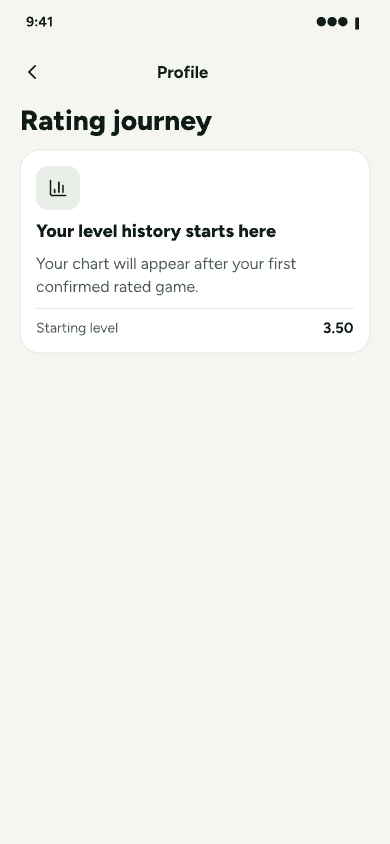 9:41
Profile
Rating journey
Your level history starts here
Your chart will appear after your first
confirmed rated game.
Starting level 3.50